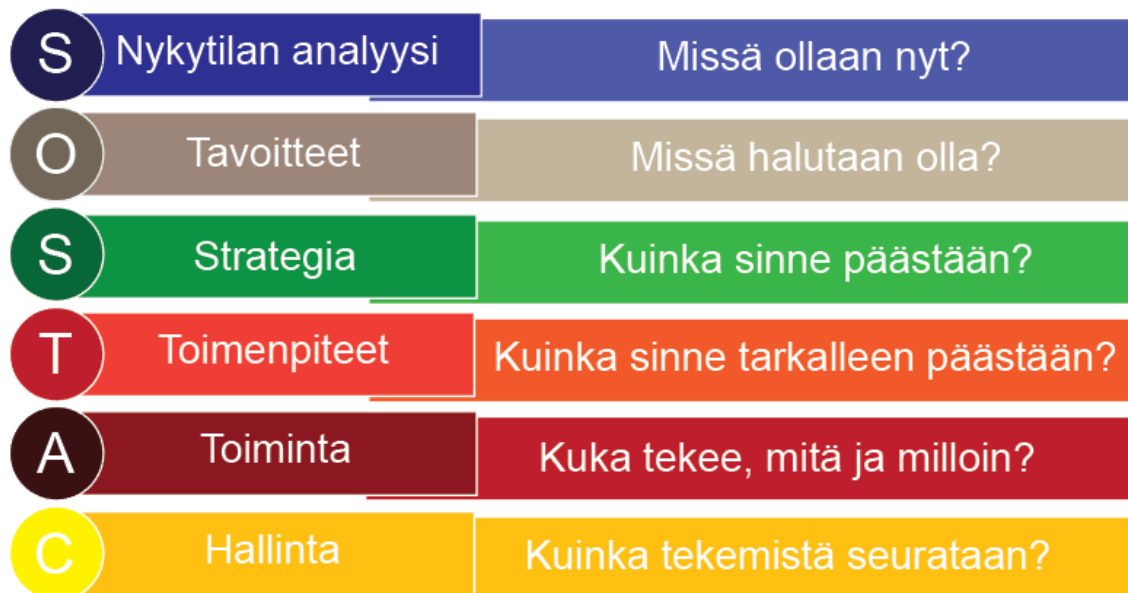 S Nykytilan analyysi Missä ollaan nyt?
O Tavoitteet Missä halutaan olla?
S Strategia Kuinka sinne päästään?
T Toimenpiteet Kuinka sinne tarkalleen päästään?
A Toiminta Kuka tekee, mitä ja milloin?
C Hallinta Kuinka tekemistä seurataan?